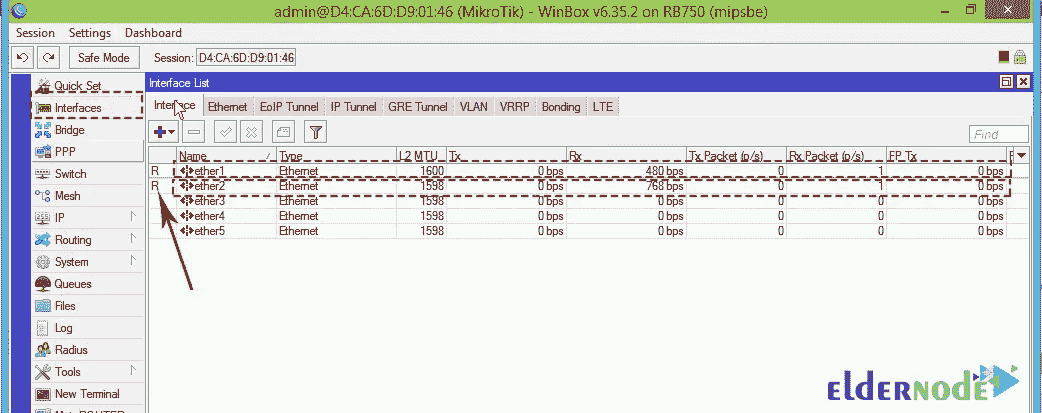 admin@D4:CA:6D:D9:01:46 (MikroTik) - WinBox v6.35.2 on RB750 (mipsbe)
Session Settings Dashboard
Safe Mode Session: D4:CA:6D:D9:01:46
Quick Set
Interfaces
Bridge
PPP
Switch
Mesh
IP
Routing
System
Queues
Files
Log
Radius
Tools
New Terminal
Interface List
Interface Ethernet EoIP Tunnel IP Tunnel GRE Tunnel VLAN VRRP Bonding LTE
Find
Name Type L2 MTU Tx Rx Tx Packet (p/s) Rx Packet (p/s) FP Tx
R ether1 Ethernet 1600 0 bps 480 bps 0 1 0 bps
R ether2 Ethernet 1598 0 bps 768 bps 0 1 0 bps
ether3 Ethernet 1598 0 bps 0 bps 0 0 0 bps
ether4 Ethernet 1598 0 bps 0 bps 0 0 0 bps
ether5 Ethernet 1598 0 bps 0 bps 0 0 0 bps
eldernode